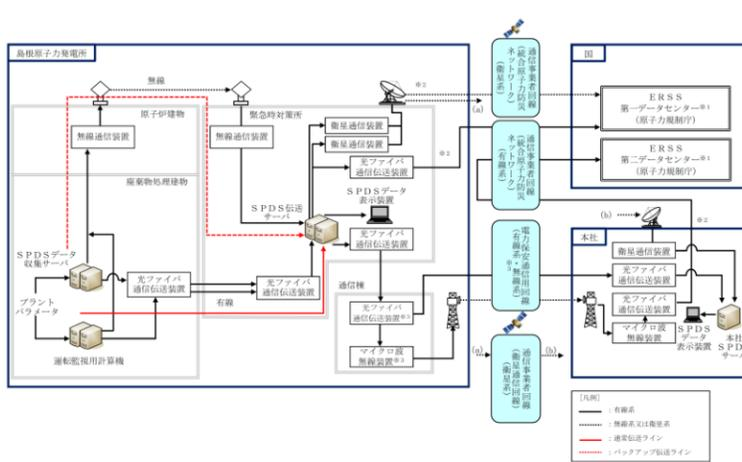 島根原子力発電所
無線
原子炉建物
無線通信装置
廃棄物処理建物
SPDSデータ
収集サーバ
プラント
パラメータ
運転監視用計算機
光ファイバ
通信伝送装置
有線
光ファイバ
通信伝送装置
緊急時対策所
無線通信装置
衛星通信装置
衛星通信装置
光ファイバ
通信伝送装置
SPDS伝送
サーバ
SPDSデータ
表示装置
光ファイバ
通信伝送装置
通信棟
光ファイバ
通信伝送装置※3
マイクロ波
無線装置※3
※2
(a)
※2
通信事業者回線
(統合原子力防災
ネットワーク)
(衛星系)
通信事業者回線
(統合原子力防災
ネットワーク)
(有線系)
電力保安通信用回線
(有線系・無線系)
※3
通信事業者回線
(衛星通信回線)
(衛星系)
(a)
(b)
国
ERSS
第一データセンター※1
(原子力規制庁)
ERSS
第二データセンター※1
(原子力規制庁)
(b)
※2
本社
衛星通信装置
光ファイバ
通信伝送装置
光ファイバ
通信伝送装置
マイクロ波
無線装置
SPDS
データ
表示装置
本社
SPD
サー
[凡例]
:有線系
:無線系又は衛星系
:通常伝送ライン
:バックアップ伝送ライン